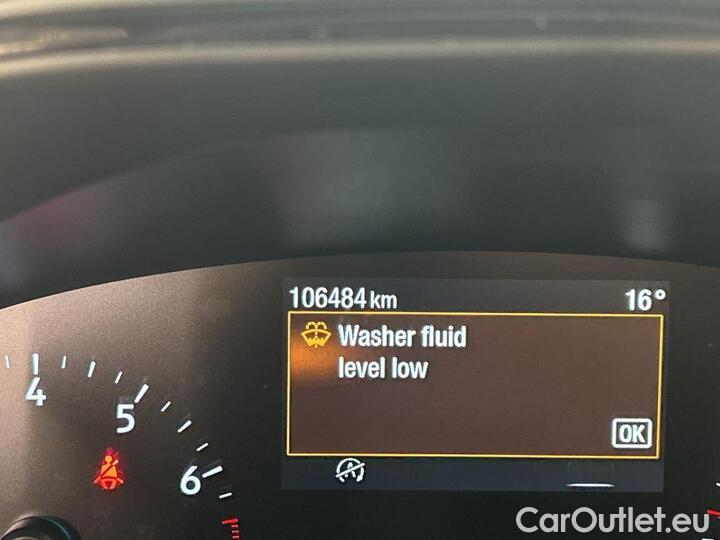 106484 km 16°
Washer fluid
level low
OK
4
5
6
A
CarOutlet.eu